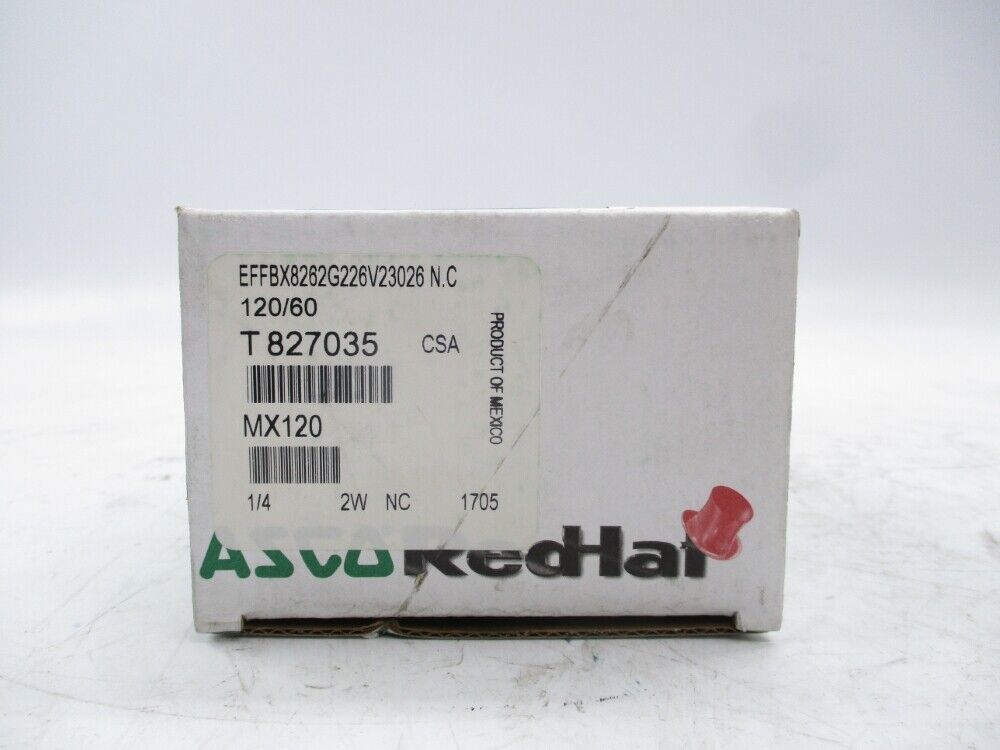 EFFBX8262G226V23026 N.C
120/60
T 827035 CSA
PRODUCT OF MEXICO
MX120
1/4 2W NC 1705
ASCO RedHat